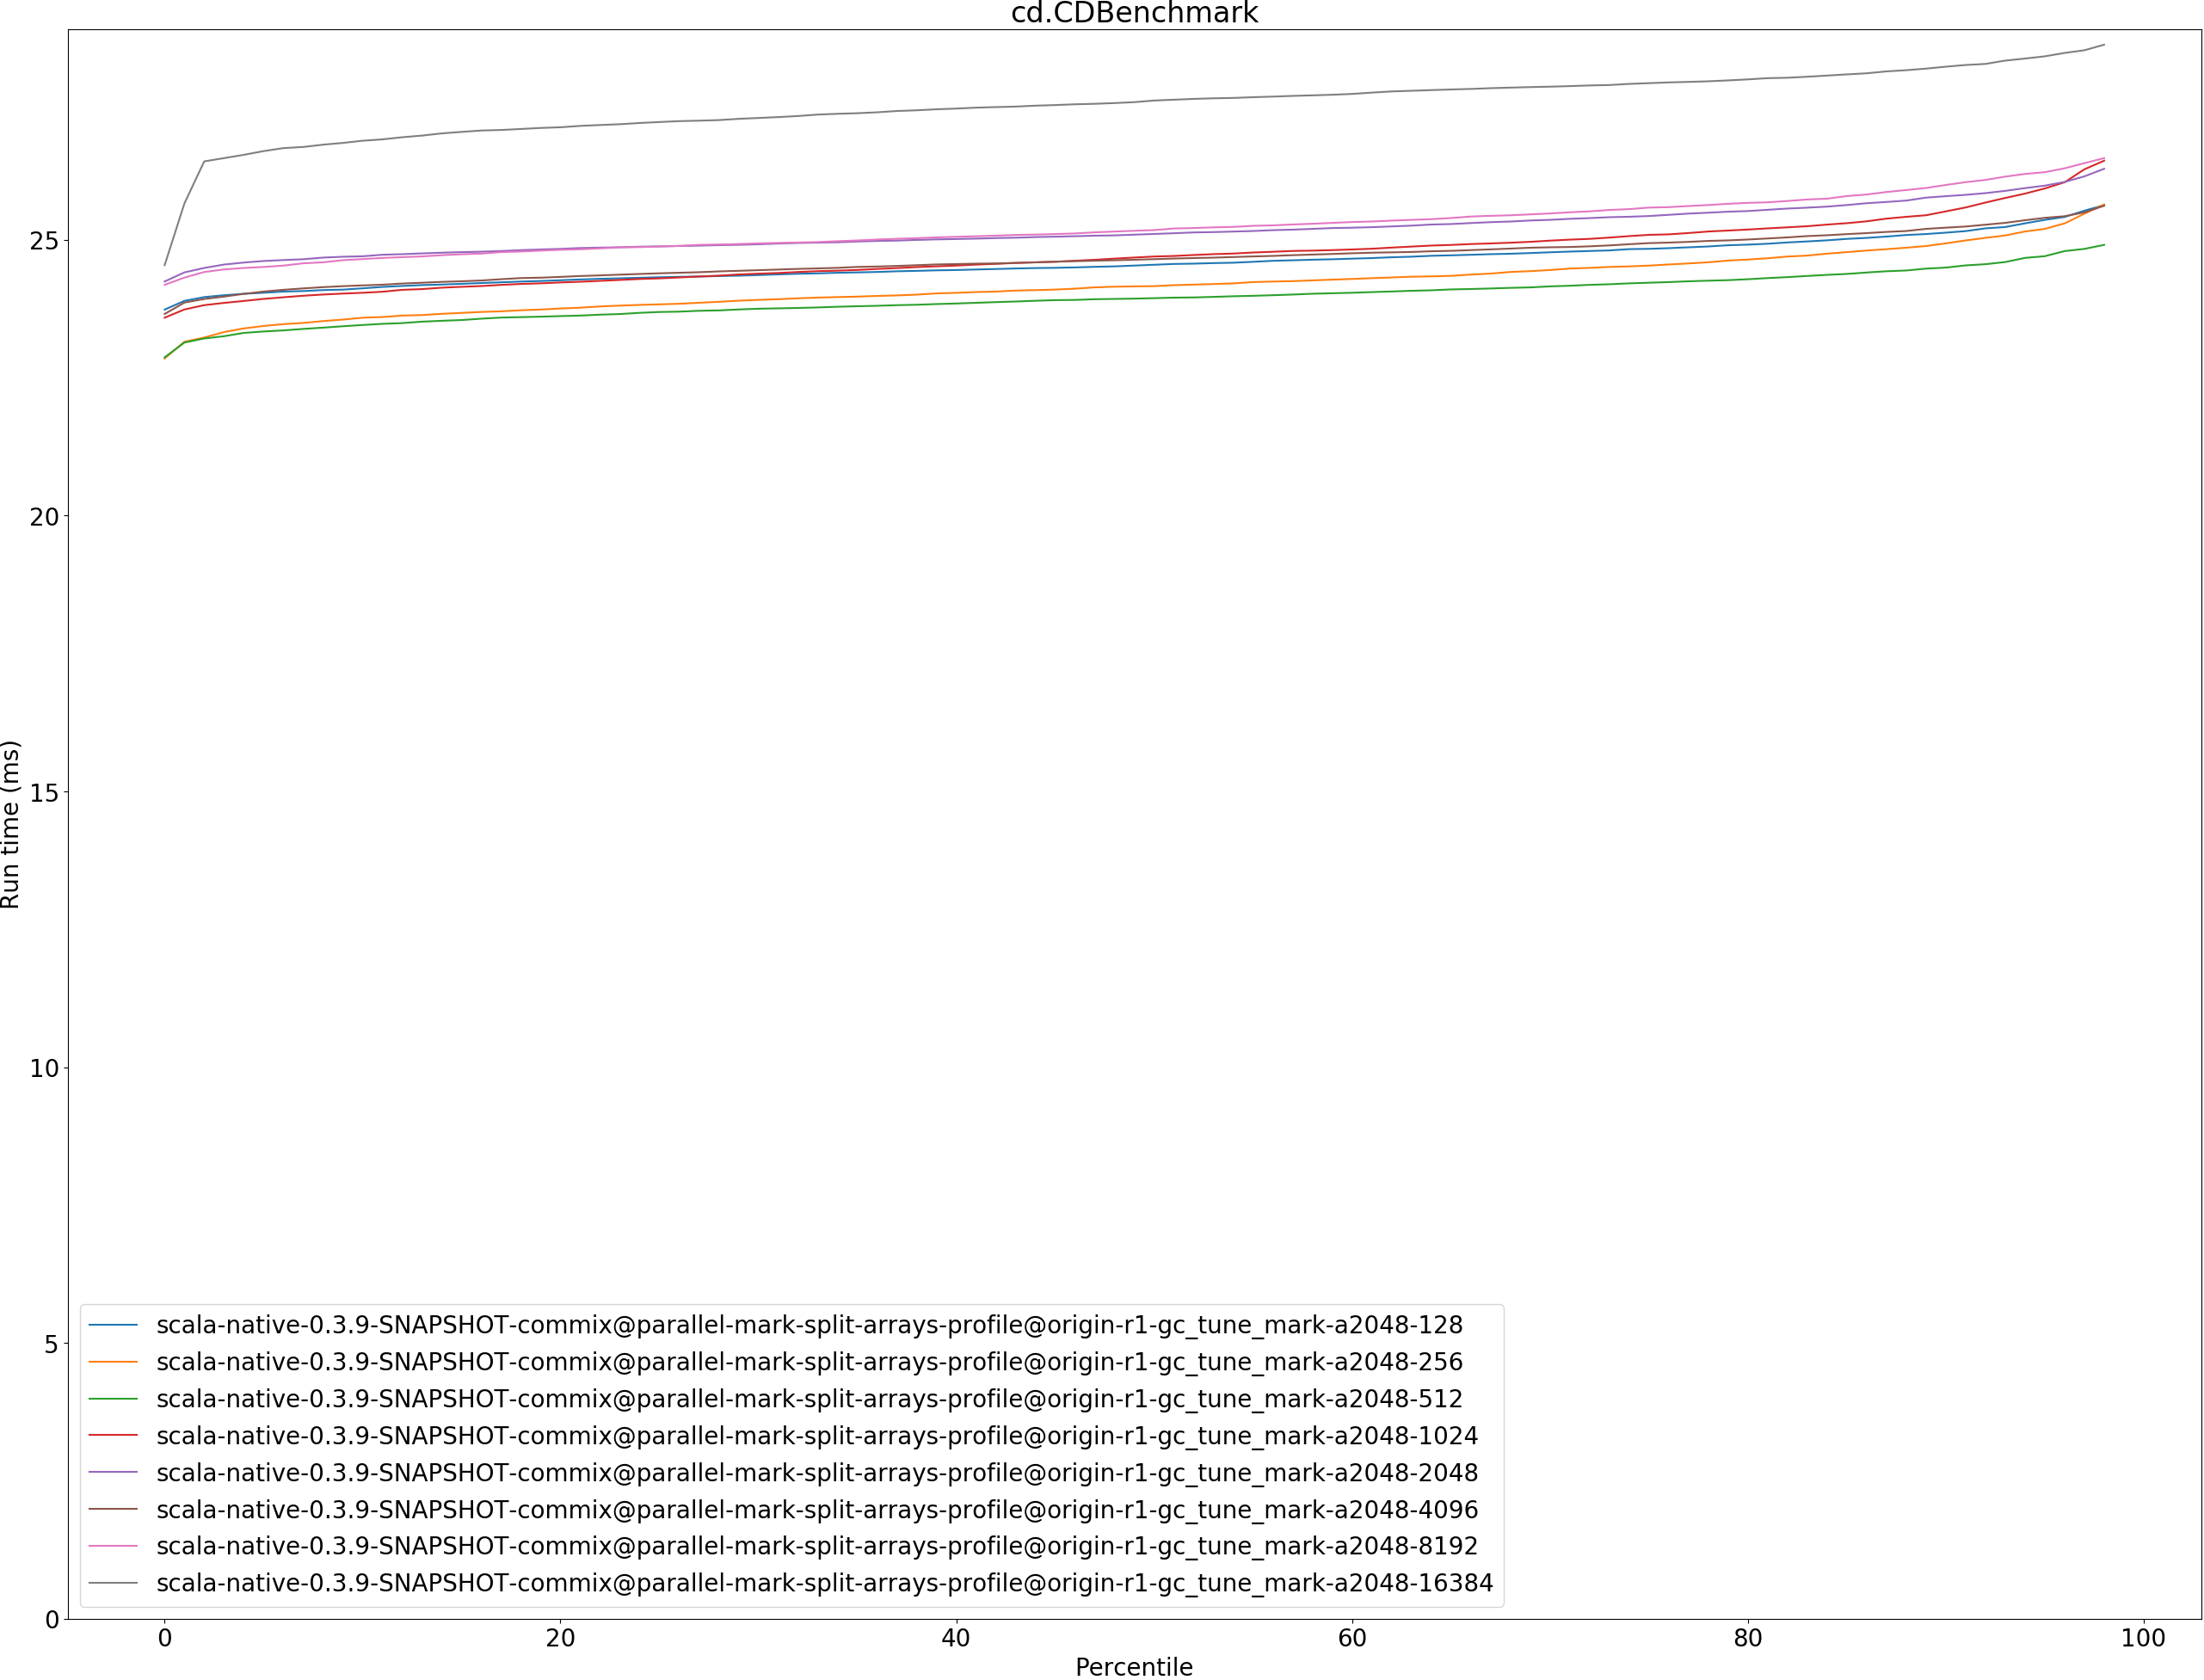 cd.CDBenchmark
Run time (ms)
25
20
15
10
5
0
scala-native-0.3.9-SNAPSHOT-commix@parallel-mark-split-arrays-profile@origin-r1-gc_tune_mark-a2048-128
scala-native-0.3.9-SNAPSHOT-commix@parallel-mark-split-arrays-profile@origin-r1-gc_tune_mark-a2048-256
scala-native-0.3.9-SNAPSHOT-commix@parallel-mark-split-arrays-profile@origin-r1-gc_tune_mark-a2048-512
scala-native-0.3.9-SNAPSHOT-commix@parallel-mark-split-arrays-profile@origin-r1-gc_tune_mark-a2048-1024
scala-native-0.3.9-SNAPSHOT-commix@parallel-mark-split-arrays-profile@origin-r1-gc_tune_mark-a2048-2048
scala-native-0.3.9-SNAPSHOT-commix@parallel-mark-split-arrays-profile@origin-r1-gc_tune_mark-a2048-4096
scala-native-0.3.9-SNAPSHOT-commix@parallel-mark-split-arrays-profile@origin-r1-gc_tune_mark-a2048-8192
scala-native-0.3.9-SNAPSHOT-commix@parallel-mark-split-arrays-profile@origin-r1-gc_tune_mark-a2048-16384
0 20 40 60 80 100
Percentile